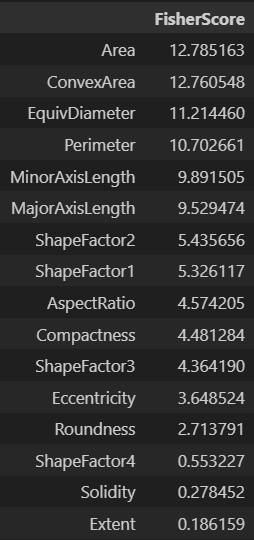 FisherScore
Area 12.785163
ConvexArea 12.760548
EquivDiameter 11.214460
Perimeter 10.702661
MinorAxisLength 9.891505
MajorAxisLength 9.529474
ShapeFactor2 5.435656
ShapeFactor1 5.326117
AspectRatio 4.574205
Compactness 4.481284
ShapeFactor3 4.364190
Eccentricity 3.648524
Roundness 2.713791
ShapeFactor4 0.553227
Solidity 0.278452
Extent 0.186159